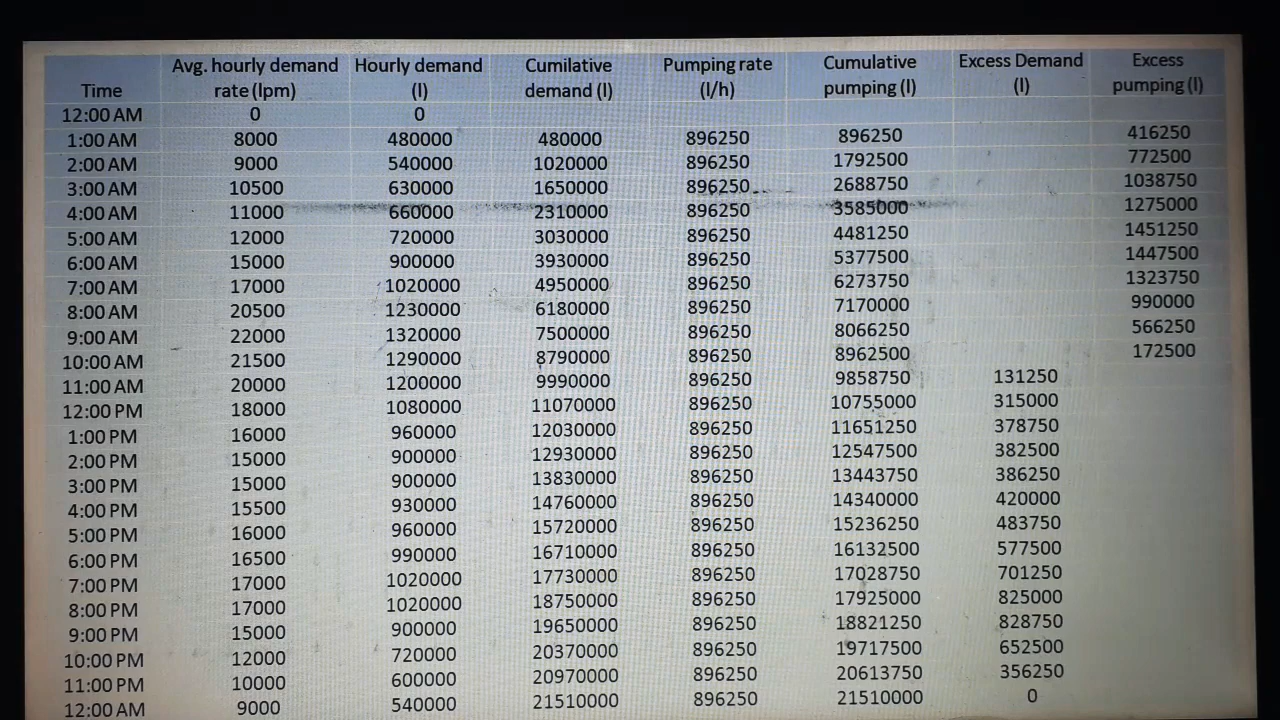 Time Avg. hourly demand rate (lpm) Hourly demand (l) Cumilative demand (l) Pumping rate (l/h) Cumulative pumping (l) Excess Demand (l) Excess pumping (l)
12:00 AM 0 0
1:00 AM 8000 480000 480000 896250 896250 416250
2:00 AM 9000 540000 1020000 896250 1792500 772500
3:00 AM 10500 630000 1650000 896250 2688750 1038750
4:00 AM 11000 660000 2310000 896250 3585000 1275000
5:00 AM 12000 720000 3030000 896250 4481250 1451250
6:00 AM 15000 900000 3930000 896250 5377500 1447500
7:00 AM 17000 1020000 4950000 896250 6273750 1323750
8:00 AM 20500 1230000 6180000 896250 7170000 990000
9:00 AM 22000 1320000 7500000 896250 8066250 566250
10:00 AM 21500 1290000 8790000 896250 8962500 172500
11:00 AM 20000 1200000 9990000 896250 9858750 131250
12:00 PM 18000 1080000 11070000 896250 10755000 315000
1:00 PM 16000 960000 12030000 896250 11651250 378750
2:00 PM 15000 900000 12930000 896250 12547500 382500
3:00 PM 15000 900000 13830000 896250 13443750 386250
4:00 PM 15500 930000 14760000 896250 14340000 420000
5:00 PM 16000 960000 15720000 896250 15236250 483750
6:00 PM 16500 990000 16710000 896250 16132500 577500
7:00 PM 17000 1020000 17730000 896250 17028750 701250
8:00 PM 17000 1020000 18750000 896250 17925000 825000
9:00 PM 15000 900000 19650000 896250 18821250 828750
10:00 PM 12000 720000 20370000 896250 19717500 652500
11:00 PM 10000 600000 20970000 896250 20613750 356250
12:00 AM 9000 540000 21510000 896250 21510000 0